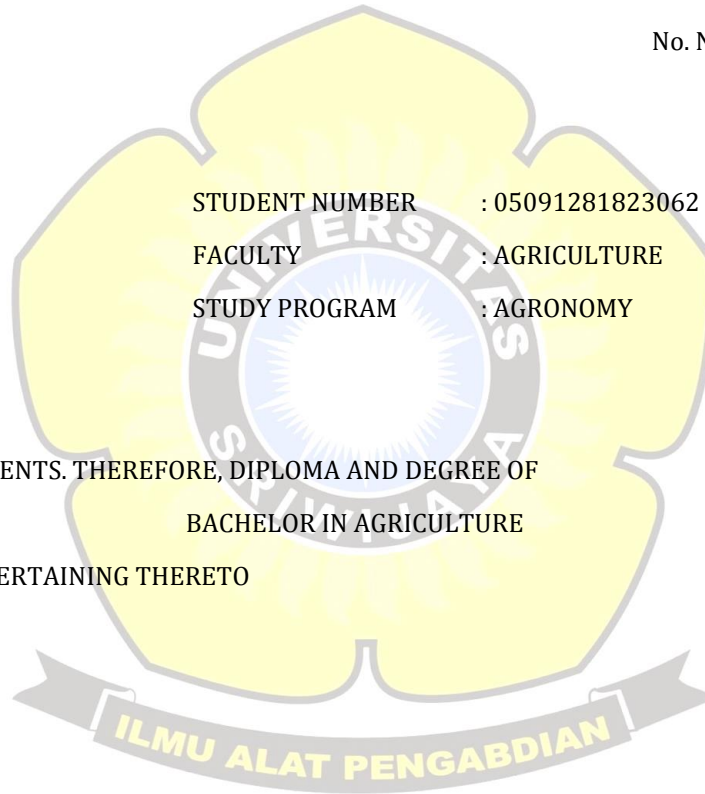 No. N
STUDENT NUMBER : 05091281823062
FACULTY : AGRICULTURE
STUDY PROGRAM : AGRONOMY
ENTS. THEREFORE, DIPLOMA AND DEGREE OF
BACHELOR IN AGRICULTURE
ERTAINING THERETO
UNIVERSITAS
SRIWIJAYA
ILMU ALAT PENGABDIAN